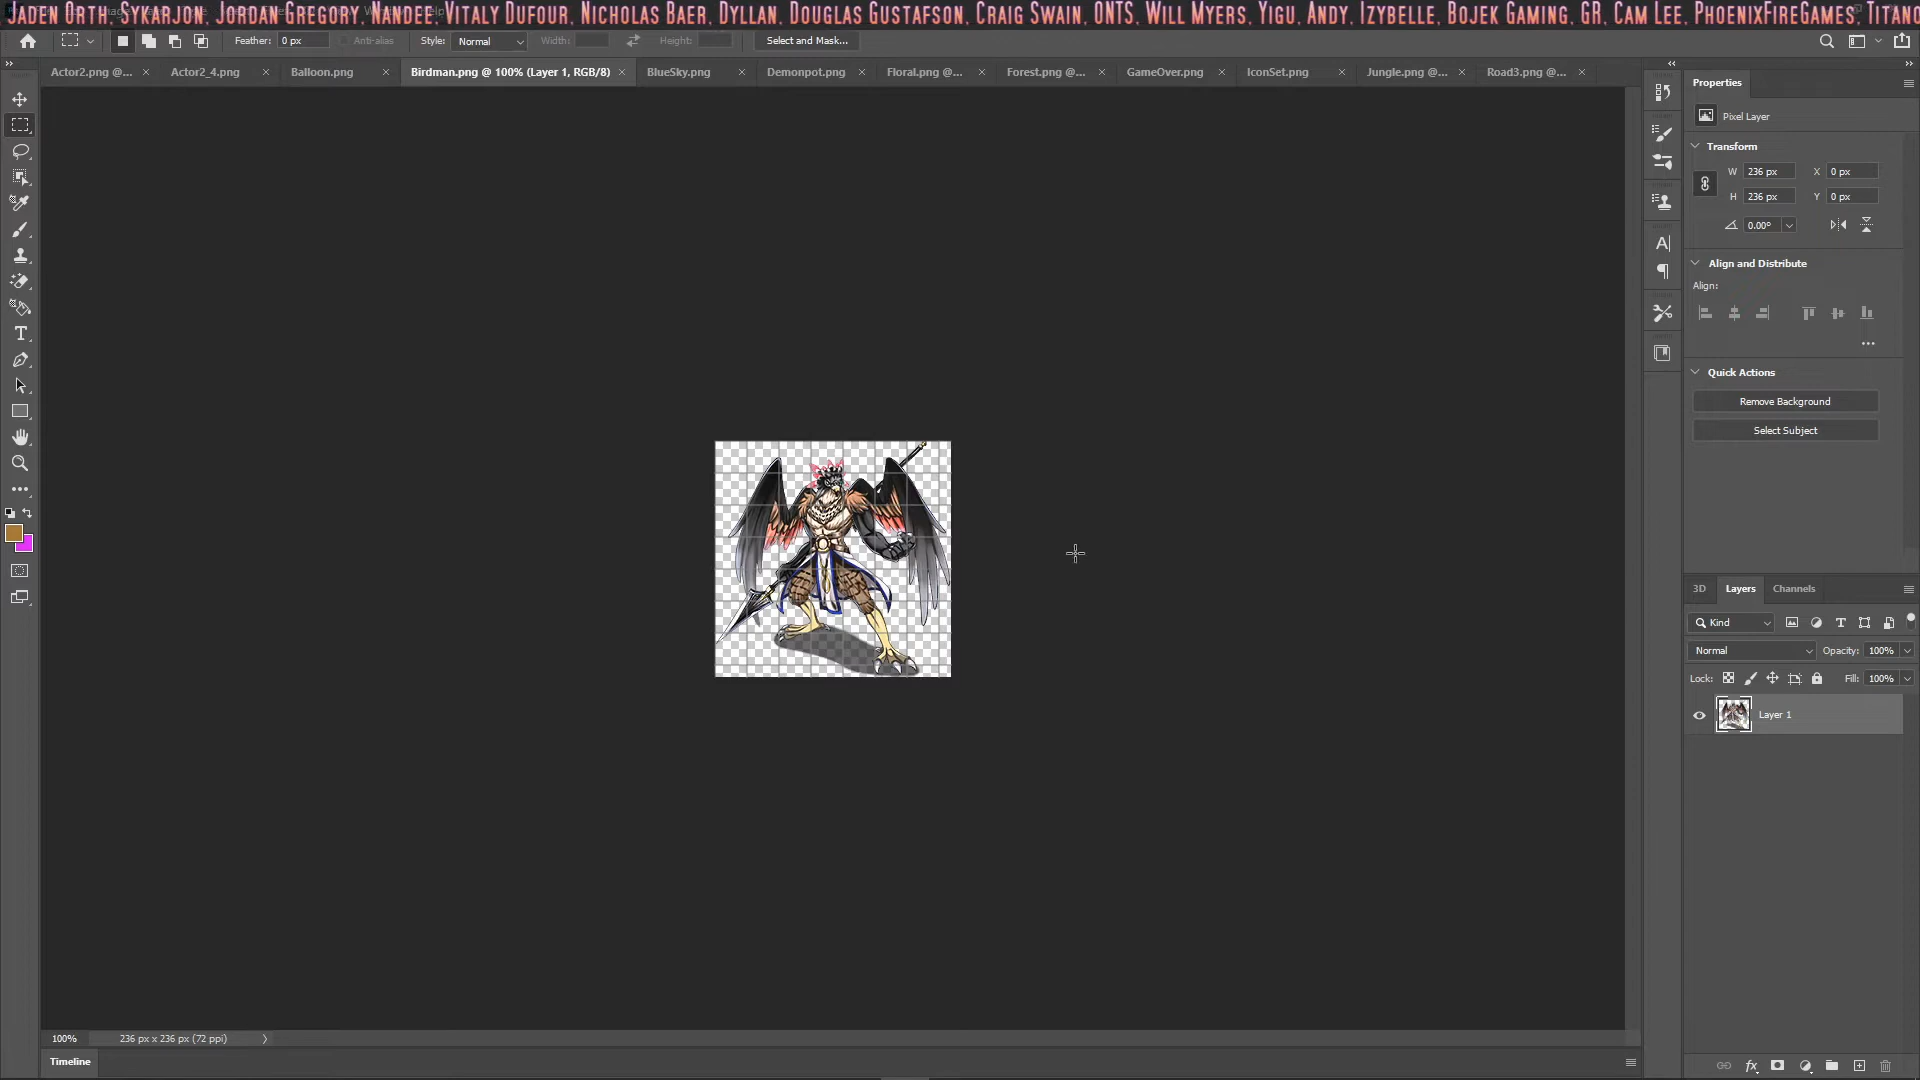 Jaden Orth, Syvarjoi, Jordan Gregory, Nandee, Vitaly Dufour, Nicholas Baer, Dyllan, Douglas Gustafson, Craig Swain, ONTS, Will Myers, Yigu, Andy, Izybelle, Bojek Gaming, GR, Cam Lee, PhoenixFireGames, Titano
Feather: 0 px Anti-alias Style: Normal Width: Height: Select and Mask...
Actor2.png @... Actor2_4.png Balloon.png Birdman.png @ 100% (Layer 1, RGB/8) BlueSky.png Demonpot.png Floral.png @... Forest.png @... GameOver.png IconSet.png Jungle.png @... Road3.png @...
Properties
Pixel Layer
Transform
W 236 px X 0 px
H 236 px Y 0 px
0.00°
Align and Distribute
Align:
Quick Actions
Remove Background
Select Subject
3D Layers Channels
Kind
Normal Opacity: 100%
Lock: Fill: 100%
Layer 1
100% 236 px x 236 px (72 ppi)
Timeline